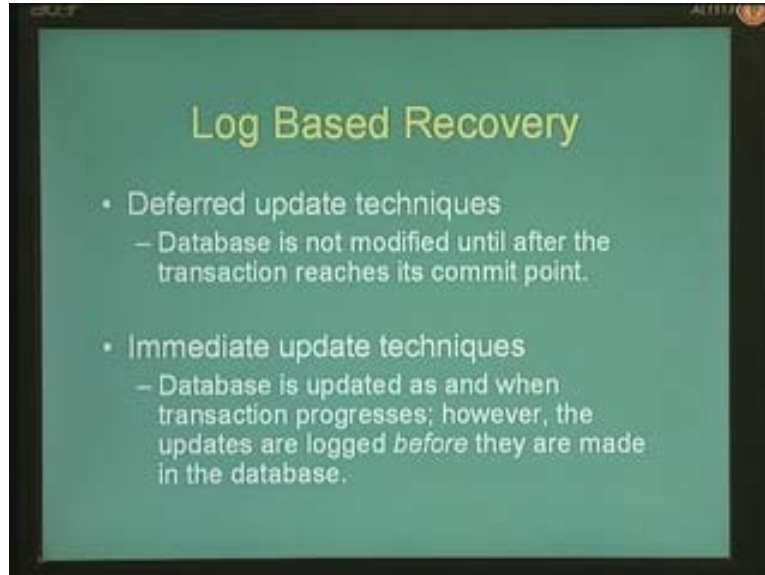 acer
Log Based Recovery
• Deferred update techniques
– Database is not modified until after the
transaction reaches its commit point.
• Immediate update techniques
– Database is updated as and when
transaction progresses; however, the
updates are logged before they are made
in the database.